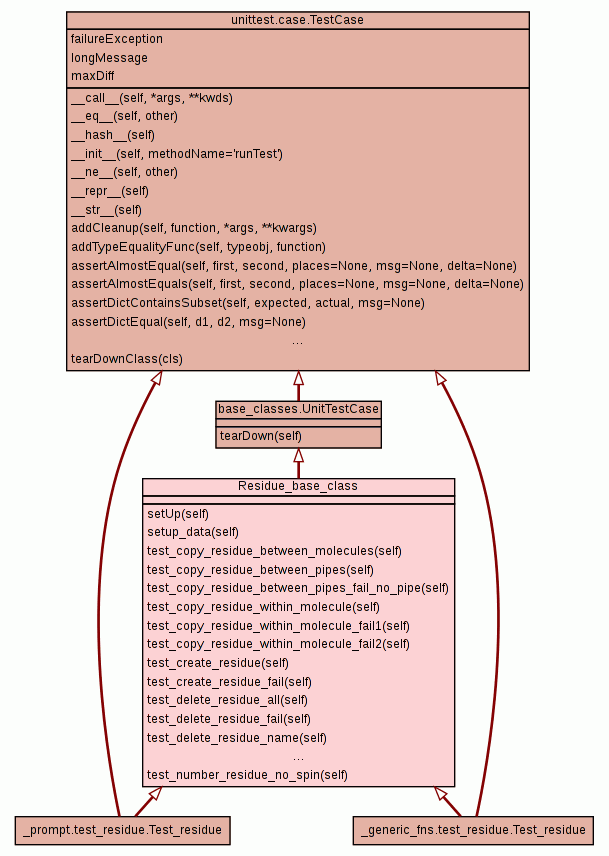 unittest.case.TestCase
failureException
longMessage
maxDiff
__call__(self, *args, **kwds)
__eq__(self, other)
__hash__(self)
__init__(self, methodName='runTest')
__ne__(self, other)
__repr__(self)
__str__(self)
addCleanup(self, function, *args, **kwargs)
addTypeEqualityFunc(self, typeobj, function)
assertAlmostEqual(self, first, second, places=None, msg=None, delta=None)
assertAlmostEquals(self, first, second, places=None, msg=None, delta=None)
assertDictContainsSubset(self, expected, actual, msg=None)
assertDictEqual(self, d1, d2, msg=None)
...
tearDownClass(cls)
base_classes.UnitTestCase
tearDown(self)
Residue_base_class
setUp(self)
setup_data(self)
test_copy_residue_between_molecules(self)
test_copy_residue_between_pipes(self)
test_copy_residue_between_pipes_fail_no_pipe(self)
test_copy_residue_within_molecule(self)
test_copy_residue_within_molecule_fail1(self)
test_copy_residue_within_molecule_fail2(self)
test_create_residue(self)
test_create_residue_fail(self)
test_delete_residue_all(self)
test_delete_residue_fail(self)
test_delete_residue_name(self)
...
test_number_residue_no_spin(self)
_prompt.test_residue.Test_residue
_generic_fns.test_residue.Test_residue